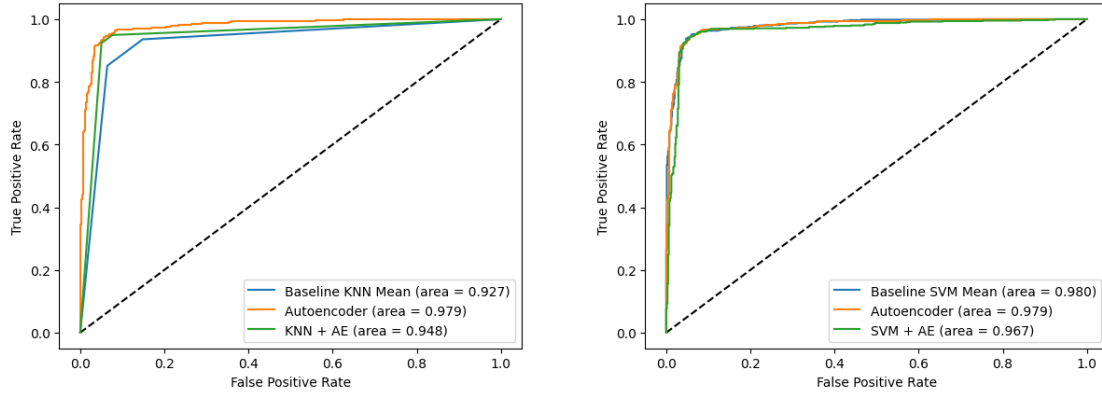 1.0
0.8
0.6
0.4
0.2
0.0
True Positive Rate
Baseline KNN Mean (area = 0.927)
Autoencoder (area = 0.979)
KNN + AE (area = 0.948)
0.0 0.2 0.4 0.6 0.8 1.0
False Positive Rate
1.0
0.8
0.6
0.4
0.2
0.0
True Positive Rate
Baseline SVM Mean (area = 0.980)
Autoencoder (area = 0.979)
SVM + AE (area = 0.967)
0.0 0.2 0.4 0.6 0.8 1.0
False Positive Rate